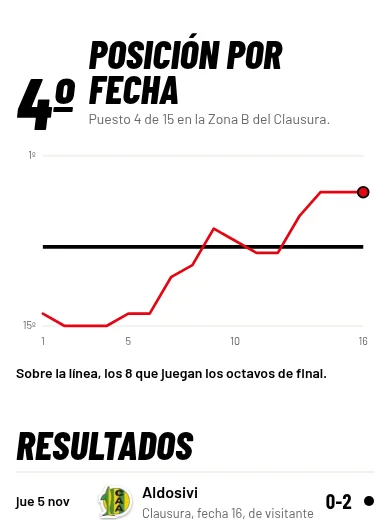 4º
POSICIÓN POR
FECHA
Puesto 4 de 15 en la Zona B del Clausura.
1º
15º
1 5 10 16
Sobre la línea, los 8 que juegan los octavos de final.
RESULTADOS
Jue 5 nov
CAA
Aldosivi
Clausura, fecha 16, de visitante
0-2